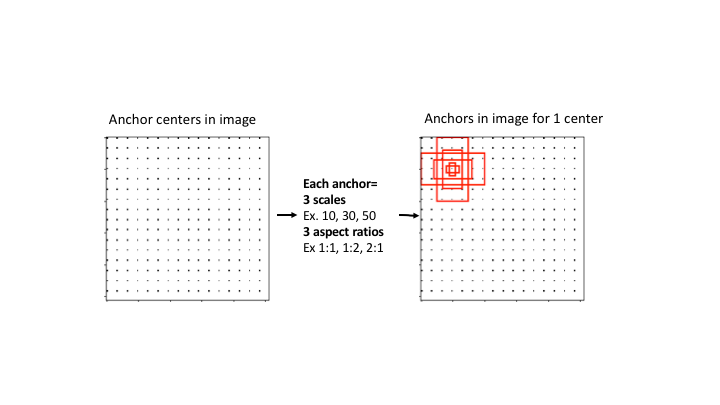 Anchor centers in image
Anchors in image for 1 center
Each anchor=
3 scales
Ex. 10, 30, 50
3 aspect ratios
Ex 1:1, 1:2, 2:1